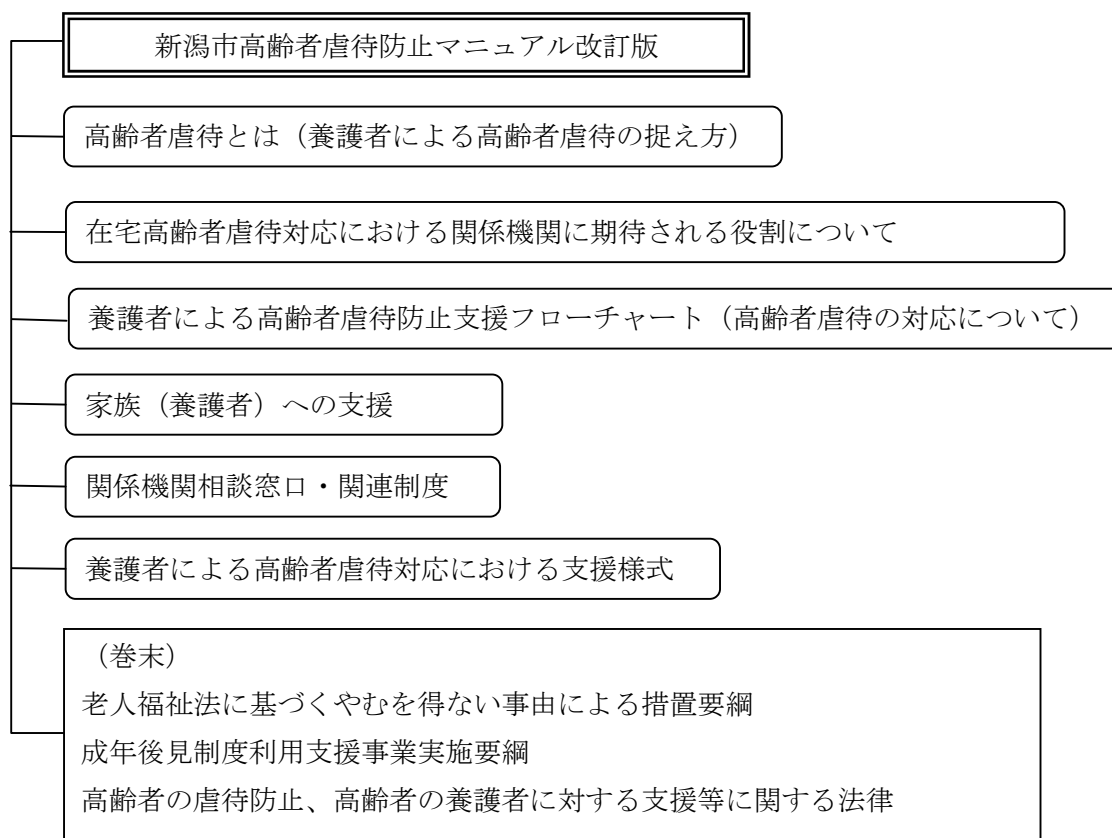 新潟市高齢者虐待防止マニュアル改訂版
高齢者虐待とは（養護者による高齢者虐待の捉え方）
在宅高齢者虐待対応における関係機関に期待される役割について
養護者による高齢者虐待防止支援フローチャート（高齢者虐待の対応について）
家族（養護者）への支援
関係機関相談窓口・関連制度
養護者による高齢者虐待対応における支援様式
（巻末）
老人福祉法に基づくやむを得ない事由による措置要綱
成年後見制度利用支援事業実施要綱
高齢者の虐待防止、高齢者の養護者に対する支援等に関する法律